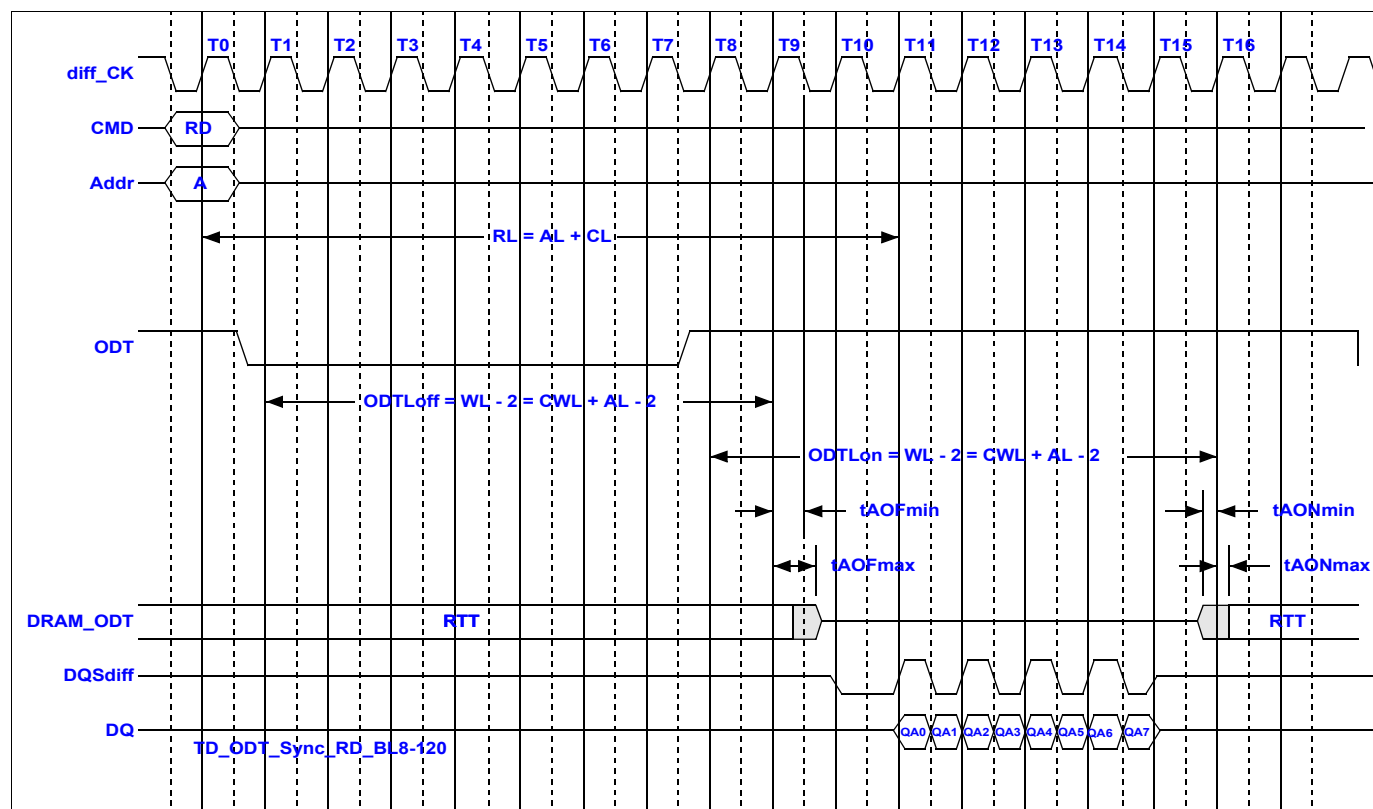 T0 T1 T2 T3 T4 T5 T6 T7 T8 T9 T10 T11 T12 T13 T14 T15 T16
diff_CK
CMD RD
Addr A
RL = AL + CL
ODT
ODTLoff = WL - 2 = CWL + AL - 2
ODTLon = WL - 2 = CWL + AL - 2
tAOFmin tAONmin
tAOFmax tAONmax
DRAM_ODT RTT RTT
DQSdiff
DQ QA0 QA1 QA2 QA3 QA4 QA5 QA6 QA7
TD_ODT_Sync_RD_BL8-120